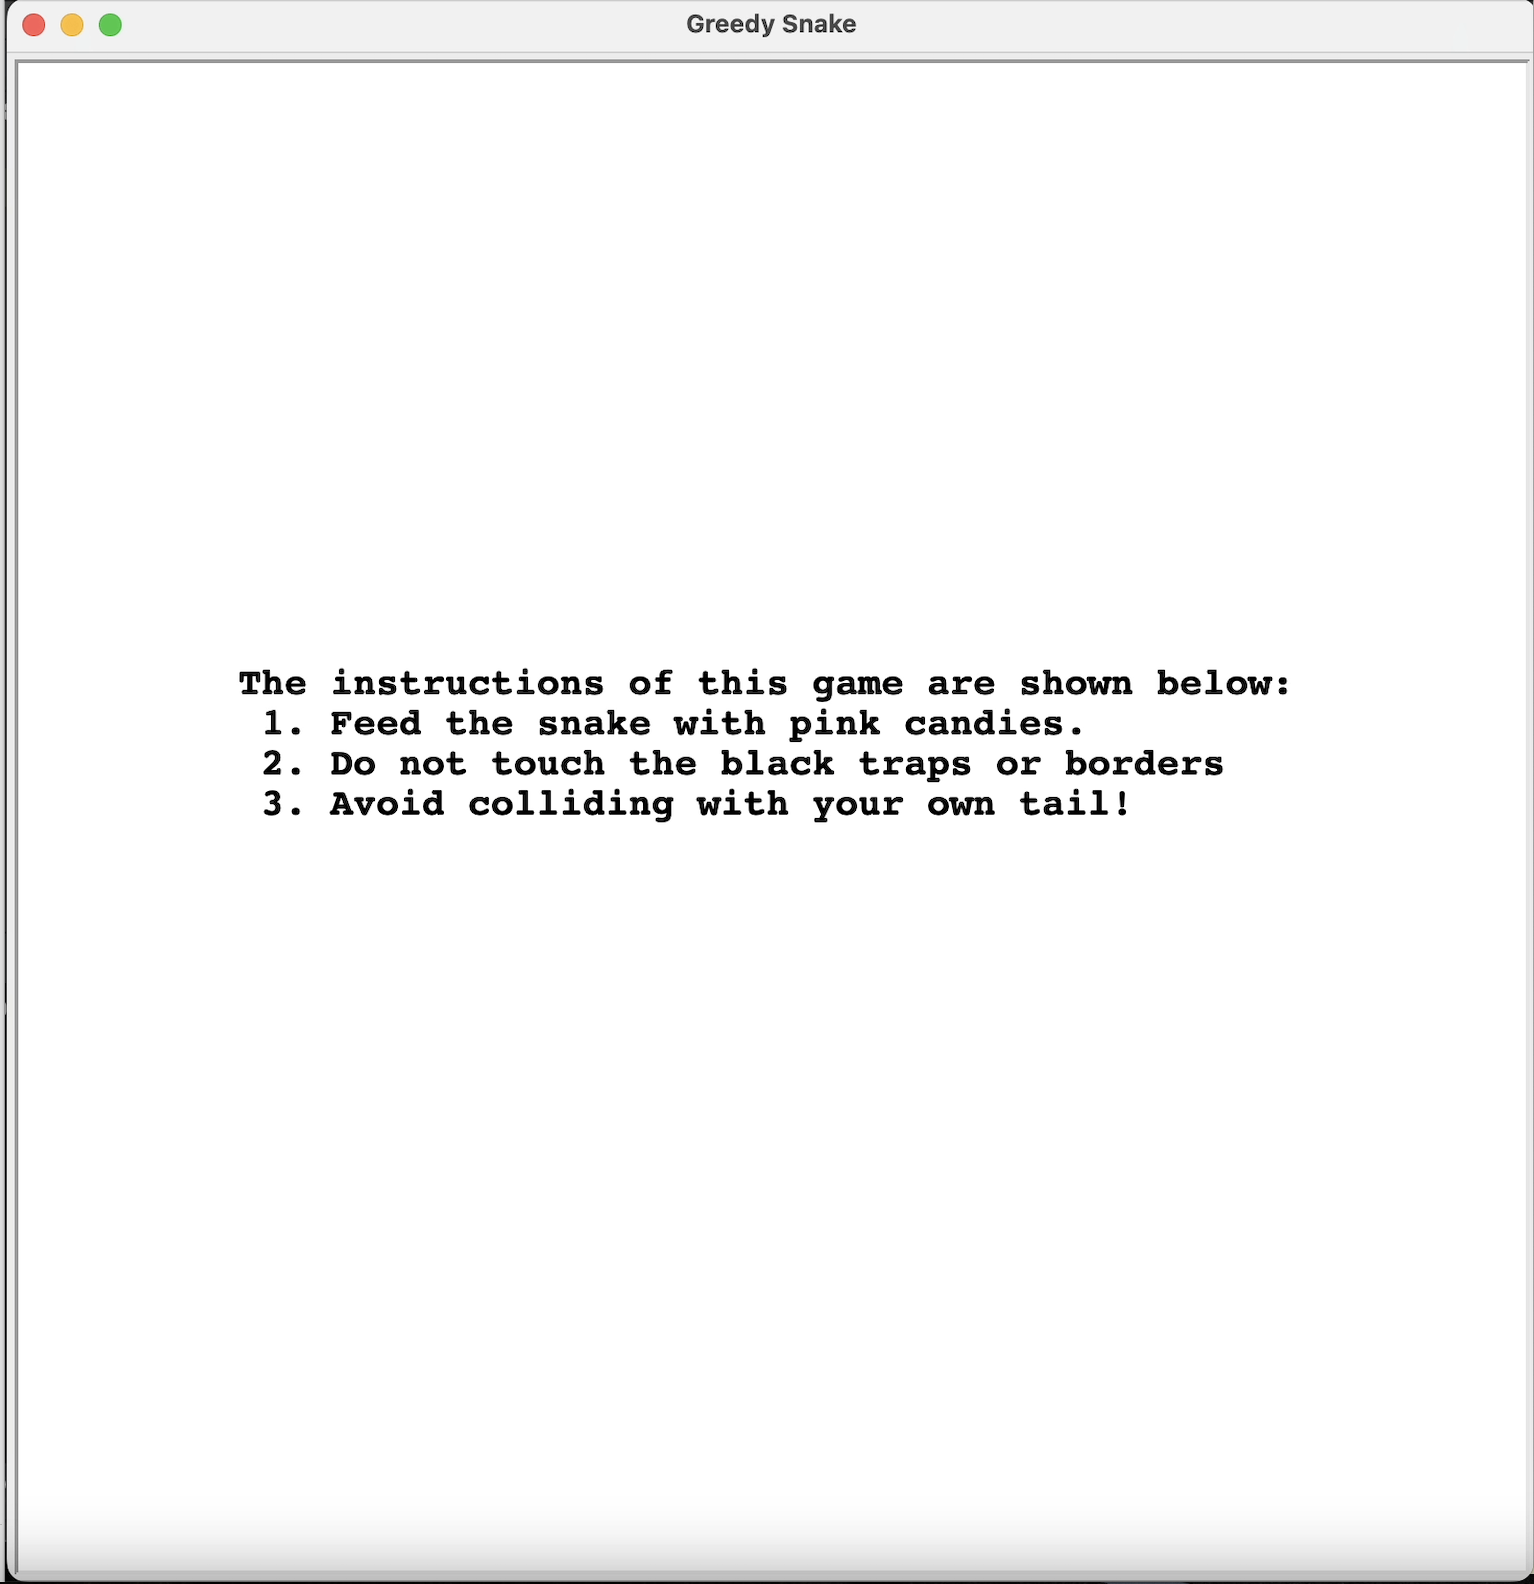 Greedy Snake
The instructions of this game are shown below:
1. Feed the snake with pink candies.
2. Do not touch the black traps or borders
3. Avoid colliding with your own tail!